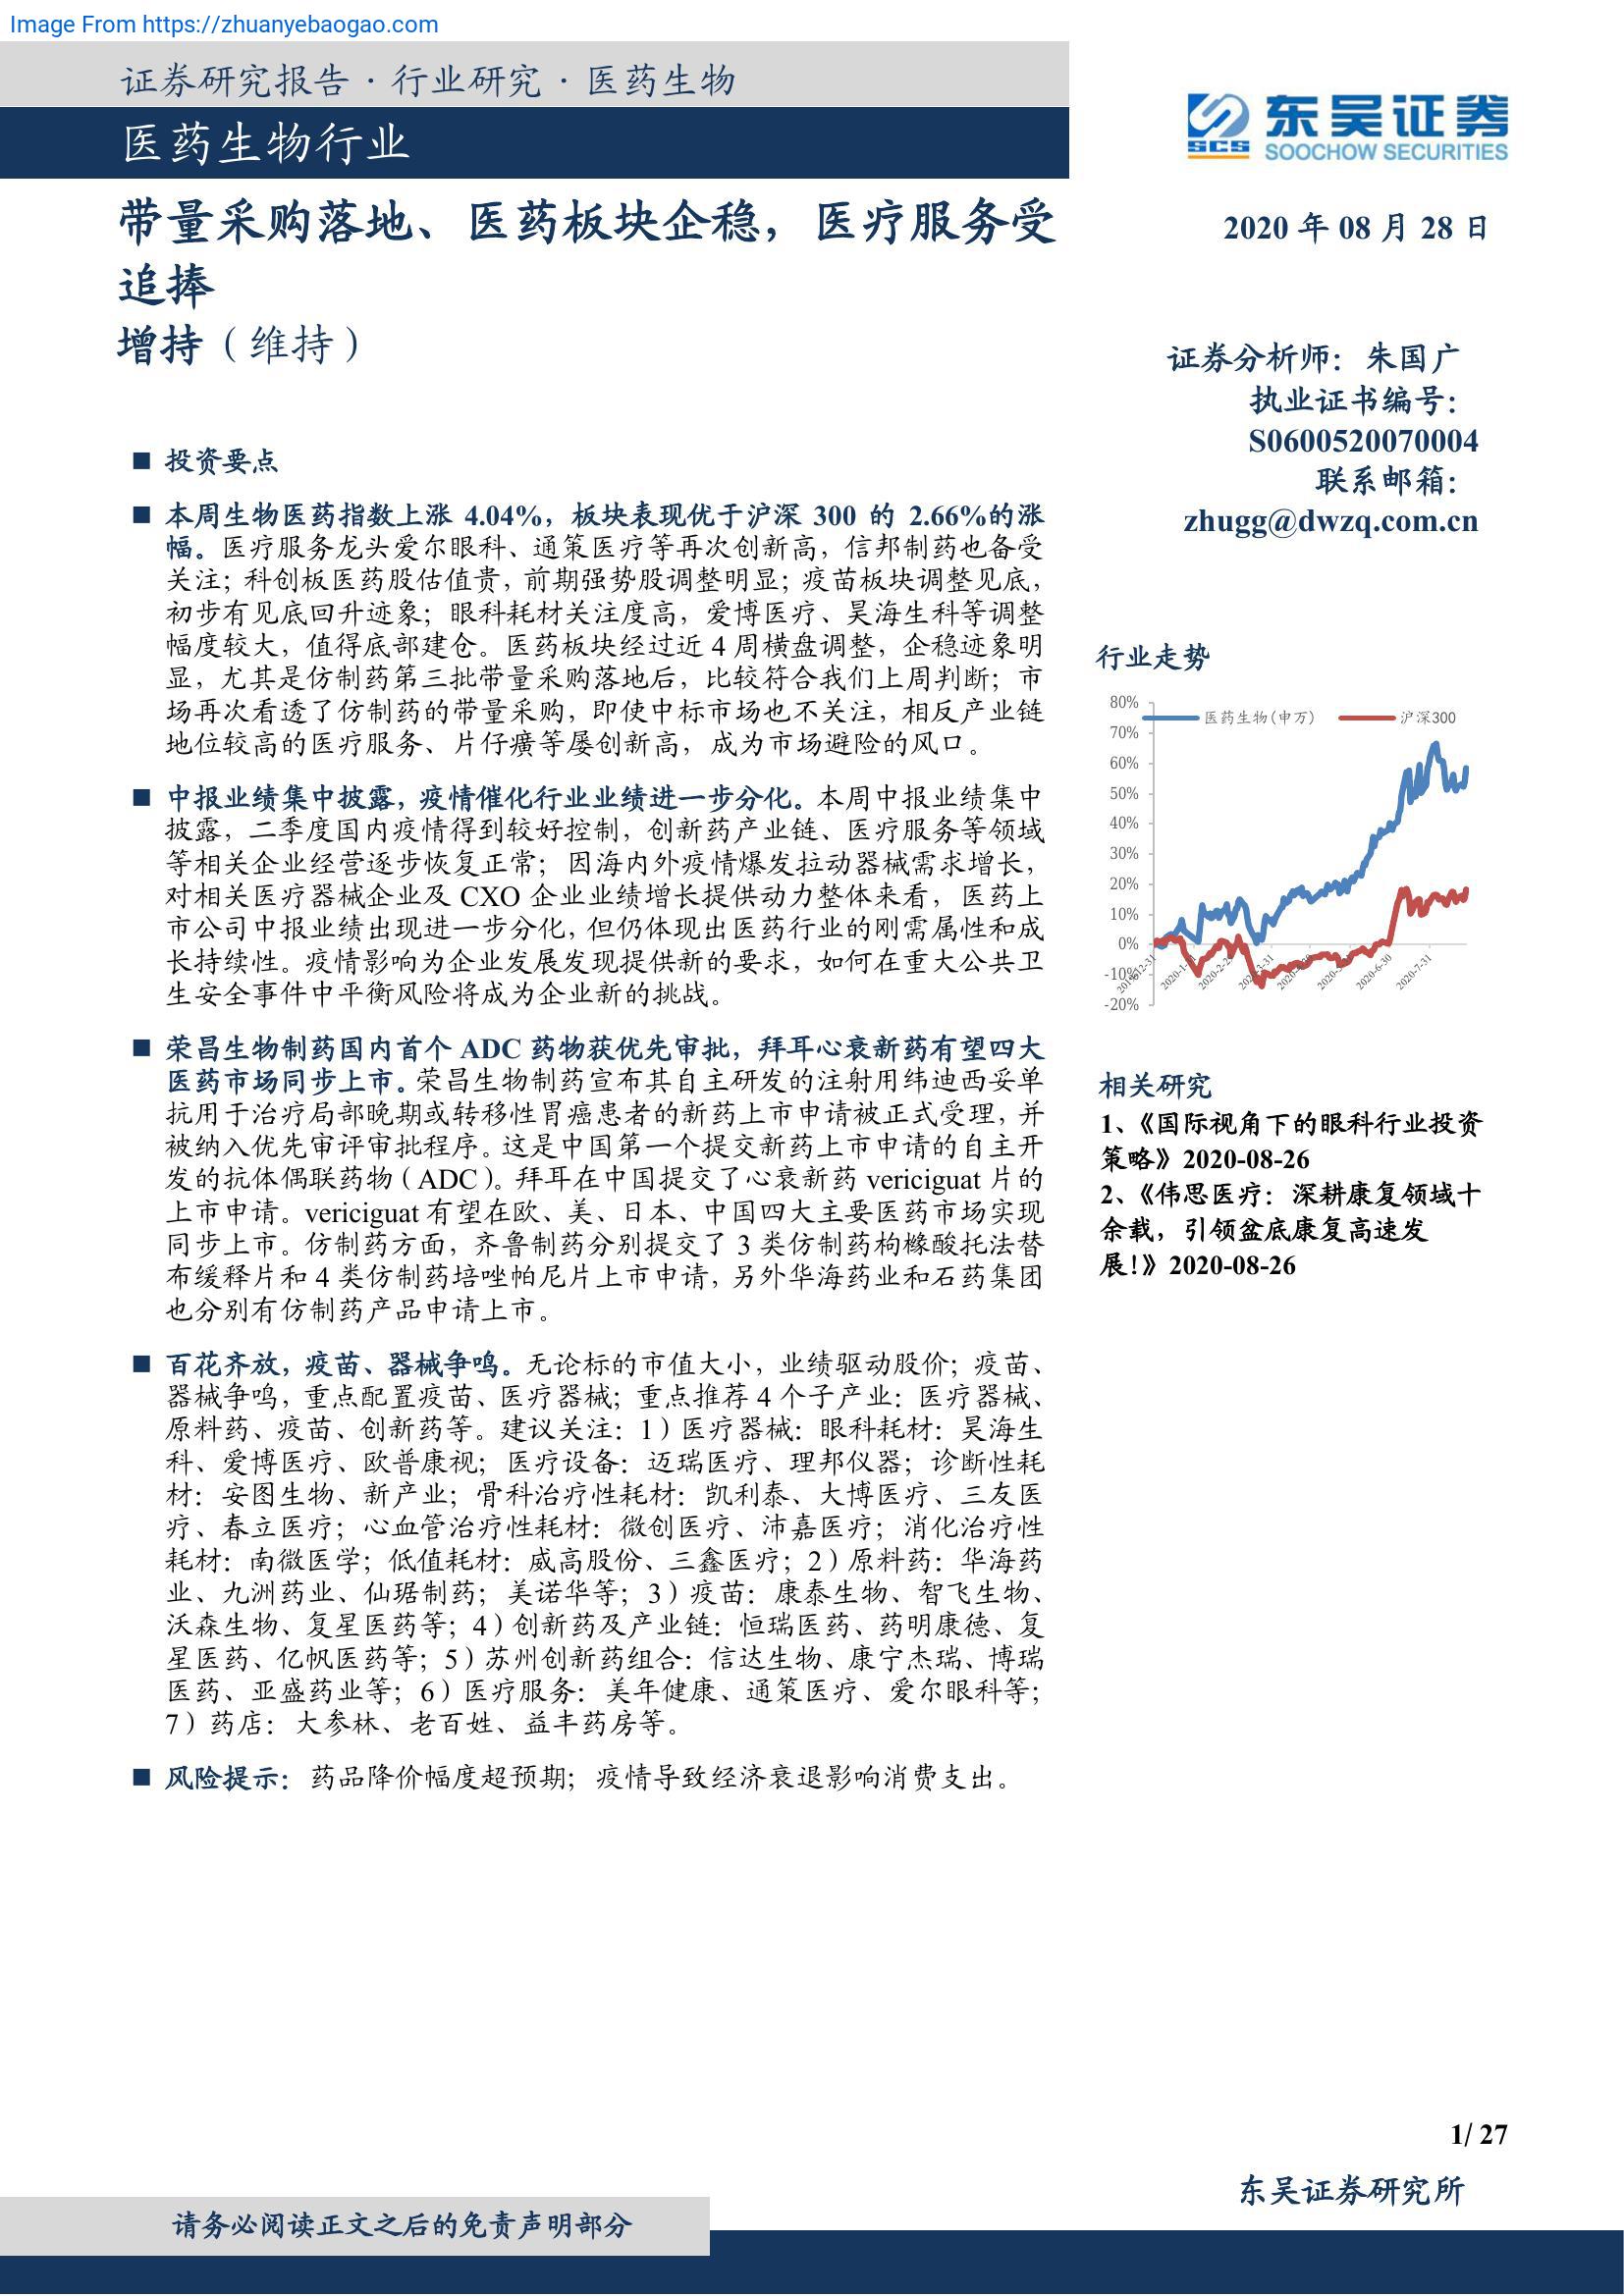 Image From https://zhuanyebaogao.com
证券研究报告·行业研究·医药生物
医药生物行业
东吴证券
SCS
SOOCHOW SECURITIES
带量采购落地、医药板块企稳，医疗服务受
追捧
增持（维持）
2020 年 08 月 28 日
证券分析师：朱国广
执业证书编号：
S0600520070004
联系邮箱：
zhugg@dwzq.com.cn
■ 投资要点
■ 本周生物医药指数上涨 4.04%，板块表现优于沪深 300 的 2.66%的涨
幅。医疗服务龙头爱尔眼科、通策医疗等再次创新高，信邦制药也备受
关注；科创板医药股估值贵，前期强势股调整明显；疫苗板块调整见底，
初步有见底回升迹象；眼科耗材关注度高，爱博医疗、昊海生科等调整
幅度较大，值得底部建仓。医药板块经过近 4 周横盘调整，企稳迹象明
显，尤其是仿制药第三批带量采购落地后，比较符合我们上周判断；市
场再次看透了仿制药的带量采购，即使中标市场也不关注，相反产业链
地位较高的医疗服务、片仔癀等屡创新高，成为市场避险的风口。
■ 中报业绩集中披露，疫情催化行业业绩进一步分化。本周中报业绩集中
披露，二季度国内疫情得到较好控制，创新药产业链、医疗服务等领域
等相关企业经营逐步恢复正常；因海内外疫情爆发拉动器械需求增长，
对相关医疗器械企业及 CXO 企业业绩增长提供动力整体来看，医药上
市公司中报业绩出现进一步分化，但仍体现出医药行业的刚需属性和成
长持续性。疫情影响为企业发展发现提供新的要求，如何在重大公共卫
生安全事件中平衡风险将成为企业新的挑战。
■ 荣昌生物制药国内首个 ADC 药物获优先审批，拜耳心衰新药有望四大
医药市场同步上市。荣昌生物制药宣布其自主研发的注射用纬迪西妥单
抗用于治疗局部晚期或转移性胃癌患者的新药上市申请被正式受理，并
被纳入优先审评审批程序。这是中国第一个提交新药上市申请的自主开
发的抗体偶联药物（ADC）。拜耳在中国提交了心衰新药 vericiguat 片的
上市申请。vericiguat 有望在欧、美、日本、中国四大主要医药市场实现
同步上市。仿制药方面，齐鲁制药分别提交了 3 类仿制药枸橼酸托法替
布缓释片和 4 类仿制药培唑帕尼片上市申请，另外华海药业和石药集团
也分别有仿制药产品申请上市。
■ 百花齐放，疫苗、器械争鸣。无论标的市值大小，业绩驱动股价；疫苗、
器械争鸣，重点配置疫苗、医疗器械；重点推荐 4 个子产业：医疗器械、
原料药、疫苗、创新药等。建议关注：1）医疗器械：眼科耗材：昊海生
科、爱博医疗、欧普康视；医疗设备：迈瑞医疗、理邦仪器；诊断性耗
材：安图生物、新产业；骨科治疗性耗材：凯利泰、大博医疗、三友医
疗、春立医疗；心血管治疗性耗材：微创医疗、沛嘉医疗；消化治疗性
耗材：南微医学；低值耗材：威高股份、三鑫医疗；2）原料药：华海药
业、九洲药业、仙琚制药；美诺华等；3）疫苗：康泰生物、智飞生物、
沃森生物、复星医药等；4）创新药及产业链：恒瑞医药、药明康德、复
星医药、亿帆医药等；5）苏州创新药组合：信达生物、康宁杰瑞、博瑞
医药、亚盛药业等；6）医疗服务：美年健康、通策医疗、爱尔眼科等；
7）药店：大参林、老百姓、益丰药房等。
■ 风险提示：药品降价幅度超预期；疫情导致经济衰退影响消费支出。
行业走势
医药生物(申万) 沪深300
80%
70%
60%
50%
40%
30%
20%
10%
0%
-10%
-20%
2020-6-30 2020-7-31
相关研究
1、《国际视角下的眼科行业投资
策略》2020-08-26
2、《伟思医疗：深耕康复领域十
余载，引领盆底康复高速发
展!》2020-08-26
1/ 27
东吴证券研究所
请务必阅读正文之后的免责声明部分